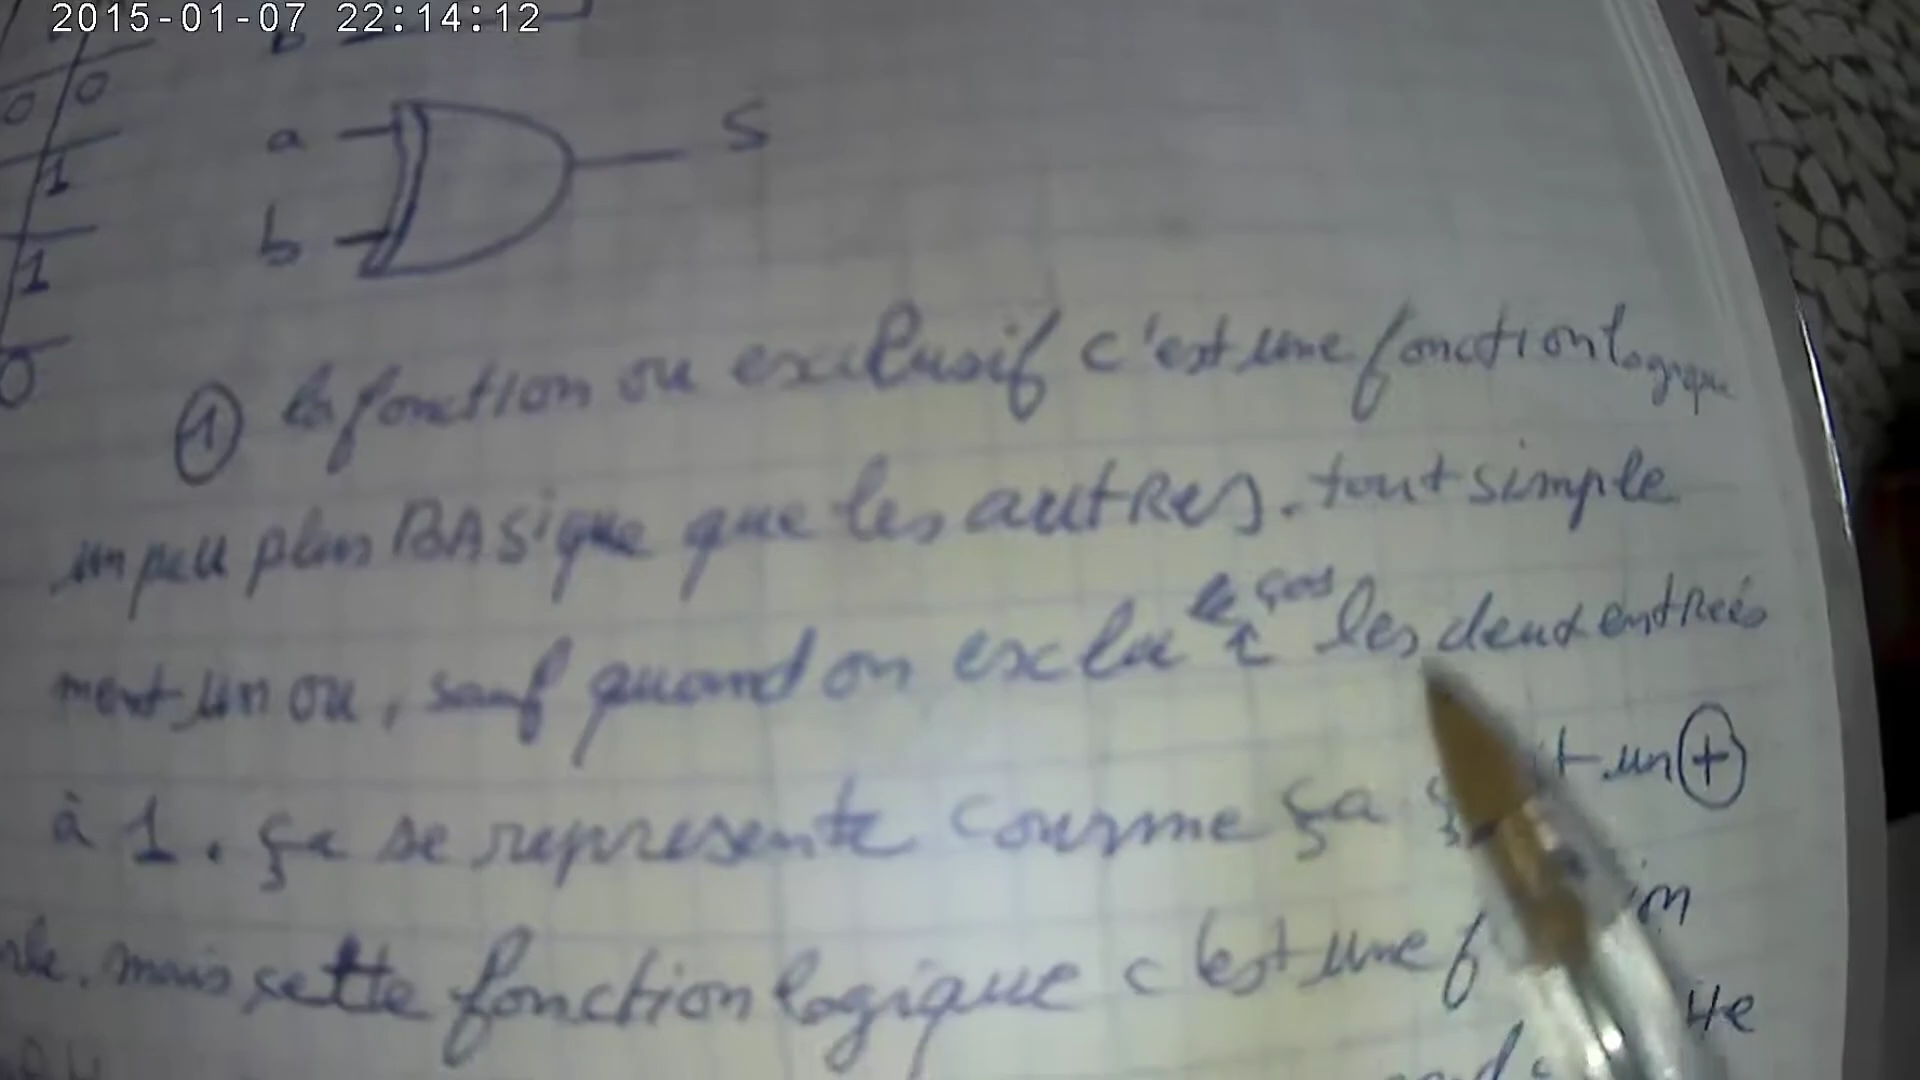 2015-01-07 22:14:12
b
0 0
a S
1
b
1
0
① la fonction ou exclusif c'est une fonction logique
un peu plus BASique que les autres. tout simple
ment un ou, sauf quand on exclu le cas les deux entrées
à 1. ça se represente comme ça un ⊕
mais cette fonction logique c'est une